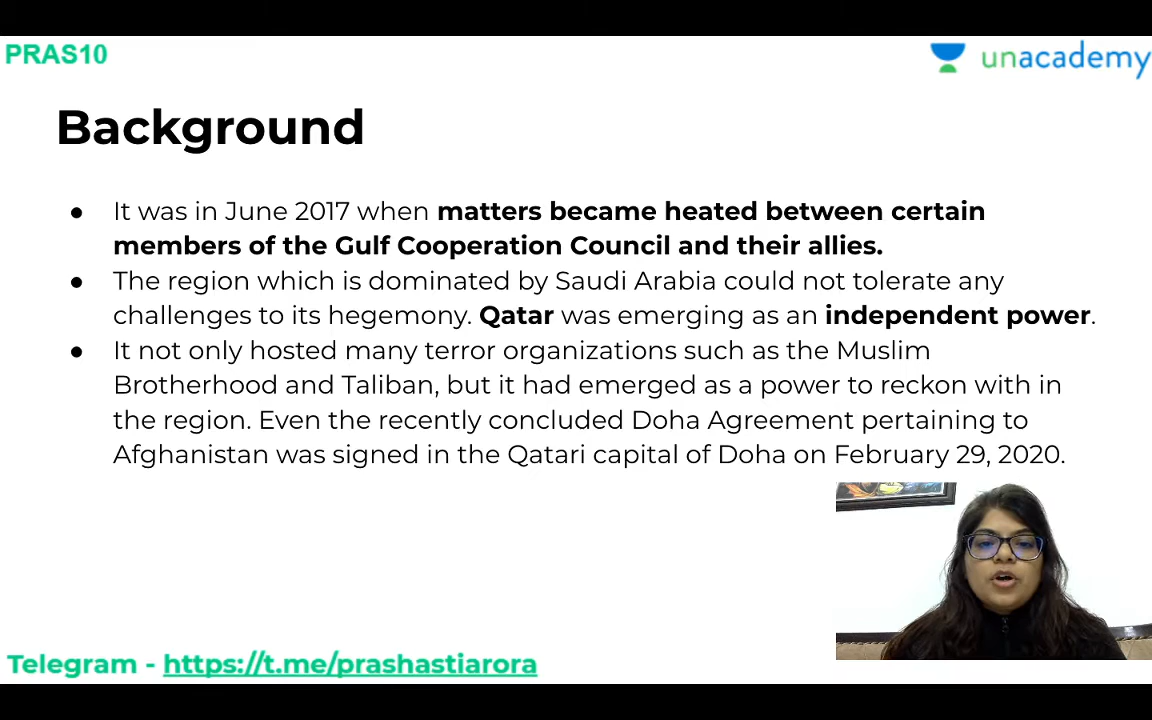 PRAS10
unacademy
Background
● It was in June 2017 when matters became heated between certain
members of the Gulf Cooperation Council and their allies.
● The region which is dominated by Saudi Arabia could not tolerate any
challenges to its hegemony. Qatar was emerging as an independent power.
● It not only hosted many terror organizations such as the Muslim
Brotherhood and Taliban, but it had emerged as a power to reckon with in
the region. Even the recently concluded Doha Agreement pertaining to
Afghanistan was signed in the Qatari capital of Doha on February 29, 2020.
Telegram - https://t.me/prashastiarora